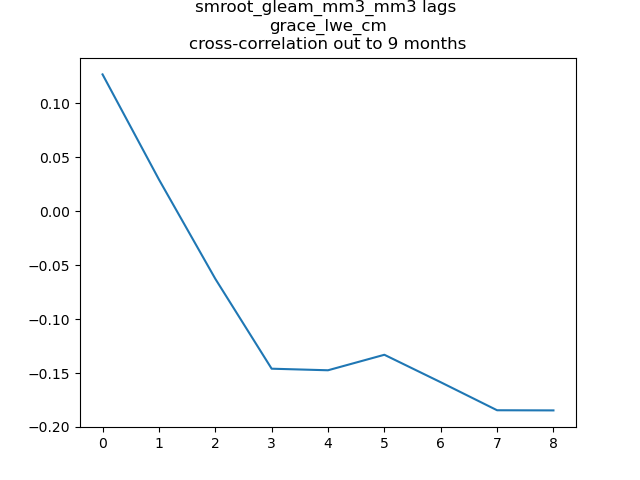 smroot_gleam_mm3_mm3 lags
grace_lwe_cm
cross-correlation out to 9 months
0.10
0.05
0.00
−0.05
−0.10
−0.15
−0.20
0 1 2 3 4 5 6 7 8